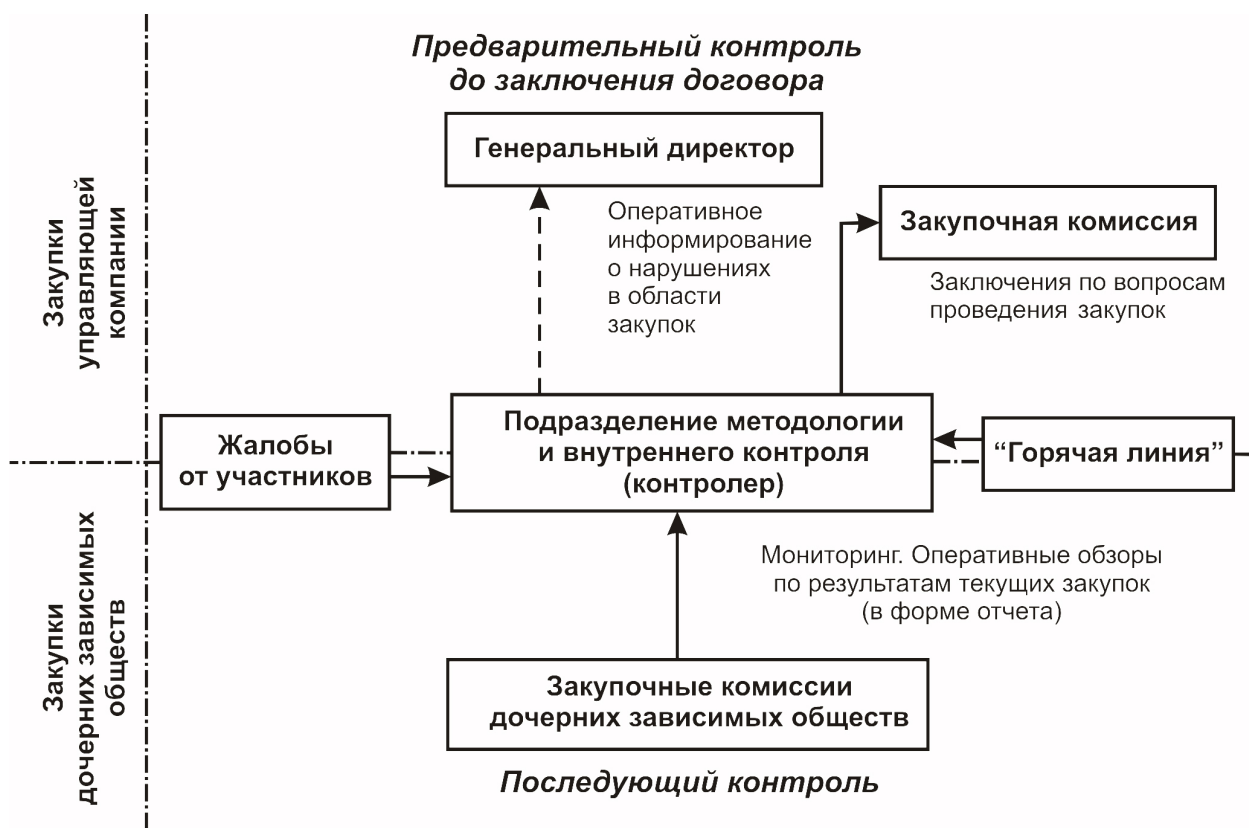 Предварительный контроль
до заключения договора
Генеральный директор
Закупки
управляющей
компании
Оперативное
информирование
о нарушениях
в области
закупок
Закупочная комиссия
Заключения по вопросам
проведения закупок
Жалобы
от участников
Подразделение методологии
и внутреннего контроля
(контролер)
“Горячая линия”
Закупки
дочерних зависимых
обществ
Мониторинг. Оперативные обзоры
по результатам текущих закупок
(в форме отчета)
Закупочные комиссии
дочерних зависимых обществ
Последующий контроль